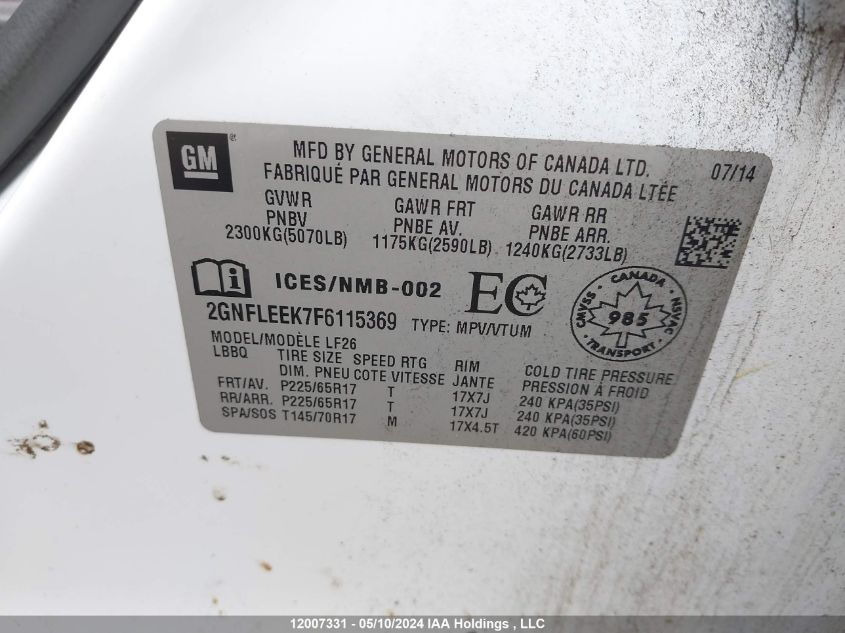 GM
MFD BY GENERAL MOTORS OF CANADA LTD. 07/14
FABRIQUÉ PAR GENERAL MOTORS DU CANADA LTÉE
GVWR GAWR FRT GAWR RR
PNBV PNBE AV. PNBE ARR.
2300KG(5070LB) 1175KG(2590LB) 1240KG(2733LB)
i ICES/NMB-002 EC
CANADA
CMVSS 985 NSVAC
TRANSPORT
2GNFLEEK7F6115369 TYPE: MPV/VTUM
MODEL/MODÈLE LF26
LBBQ TIRE SIZE SPEED RTG RIM COLD TIRE PRESSURE
DIM. PNEU COTE VITESSE JANTE PRESSION À FROID
FRT/AV. P225/65R17 T 17X7J 240 KPA(35PSI)
RR/ARR. P225/65R17 T 17X7J 240 KPA(35PSI)
SPA/SOS T145/70R17 M 17X4.5T 420 KPA(60PSI)
12007331 - 05/10/2024 IAA Holdings , LLC